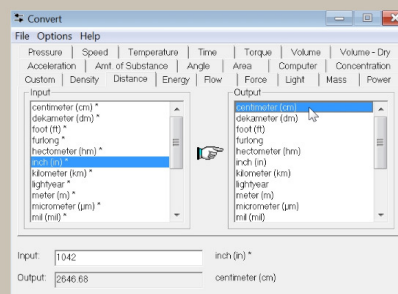 Convert
File Options Help
Pressure Speed Temperature Time Torque Volume Volume - Dry
Acceleration Amt. of Substance Angle Area Computer Concentration
Custom Density Distance Energy Flow Force Light Mass Power
Input Output
centimeter (cm) * centimeter (cm)
dekameter (dm) * dekameter (dm)
foot (ft) * foot (ft)
furlong * furlong
hectometer (hm) * hectometer (hm)
inch (in) * inch (in)
kilometer (km) * kilometer (km)
lightyear * lightyear
meter (m) * meter (m)
micrometer (µm) * micrometer (µm)
mil (mil) * mil (mil)
Input: 1042 inch (in) *
Output: 2646.68 centimeter (cm)